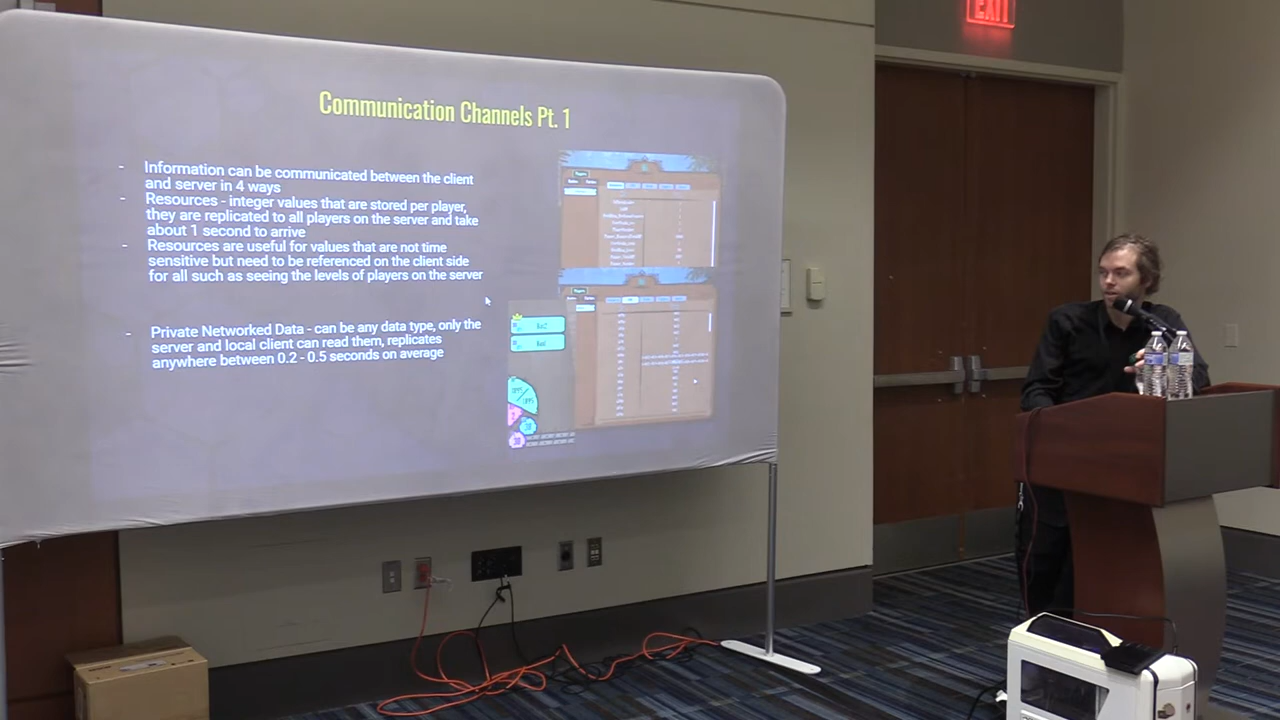 EXIT
Communication Channels Pt. 1
- Information can be communicated between the client
and server in 4 ways
- Resources - integer values that are stored per player,
they are replicated to all players on the server and take
about 1 second to arrive
- Resources are useful for values that are not time
sensitive but need to be referenced on the client side
for all such as seeing the levels of players on the server
- Private Networked Data - can be any data type, only the
server and local client can read them, replicates
anywhere between 0.2 - 0.5 seconds on average